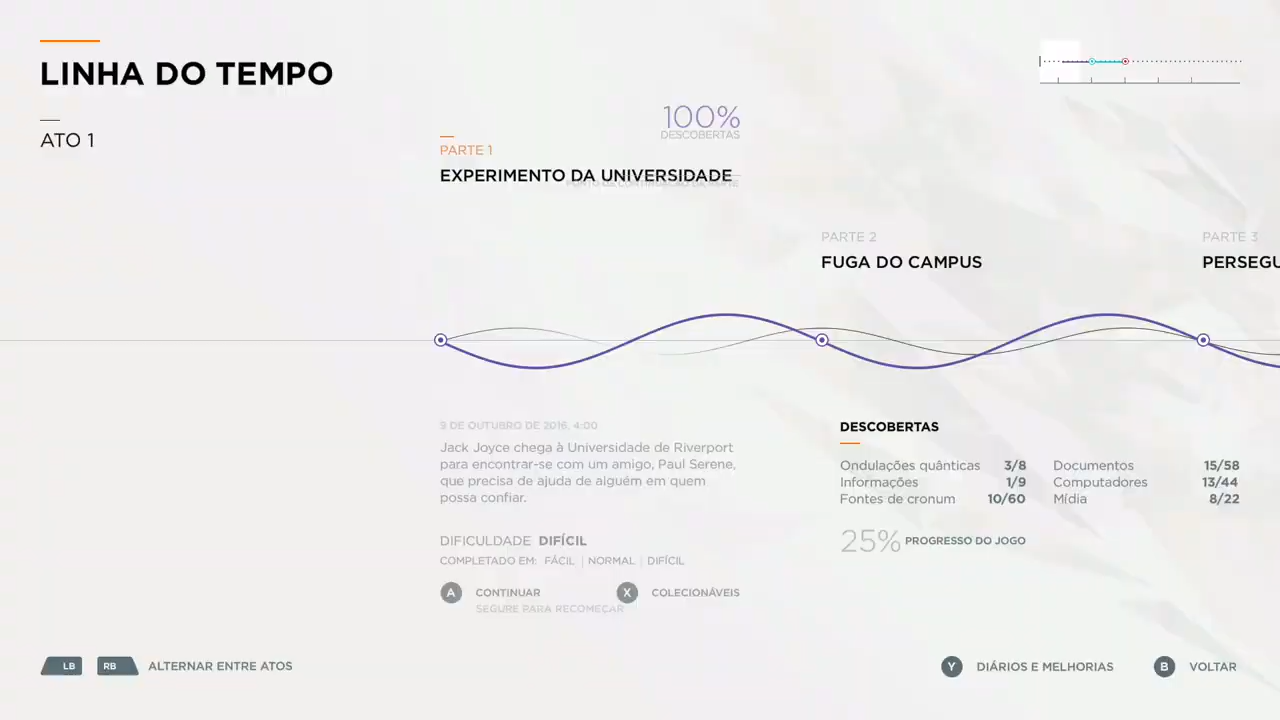 LINHA DO TEMPO
ATO 1
100%
DESCOBERTAS
PARTE 1
EXPERIMENTO DA UNIVERSIDADE
PONTO DE CONTINUAÇÃO DA PARTE
PARTE 2
FUGA DO CAMPUS
PARTE 3
PERSEGU
9 DE OUTUBRO DE 2016, 4:00
Jack Joyce chega à Universidade de Riverport
para encontrar-se com um amigo, Paul Serene,
que precisa de ajuda de alguém em quem
possa confiar.
DIFICULDADE DIFÍCIL
COMPLETADO EM: FÁCIL | NORMAL | DIFÍCIL
A CONTINUAR X COLECIONÁVEIS
SEGURE PARA RECOMEÇAR
DESCOBERTAS
Ondulações quânticas 3/8 Documentos 15/58
Informações 1/9 Computadores 13/44
Fontes de cronum 10/60 Mídia 8/22
25% PROGRESSO DO JOGO
LB RB ALTERNAR ENTRE ATOS
Y DIÁRIOS E MELHORIAS B VOLTAR